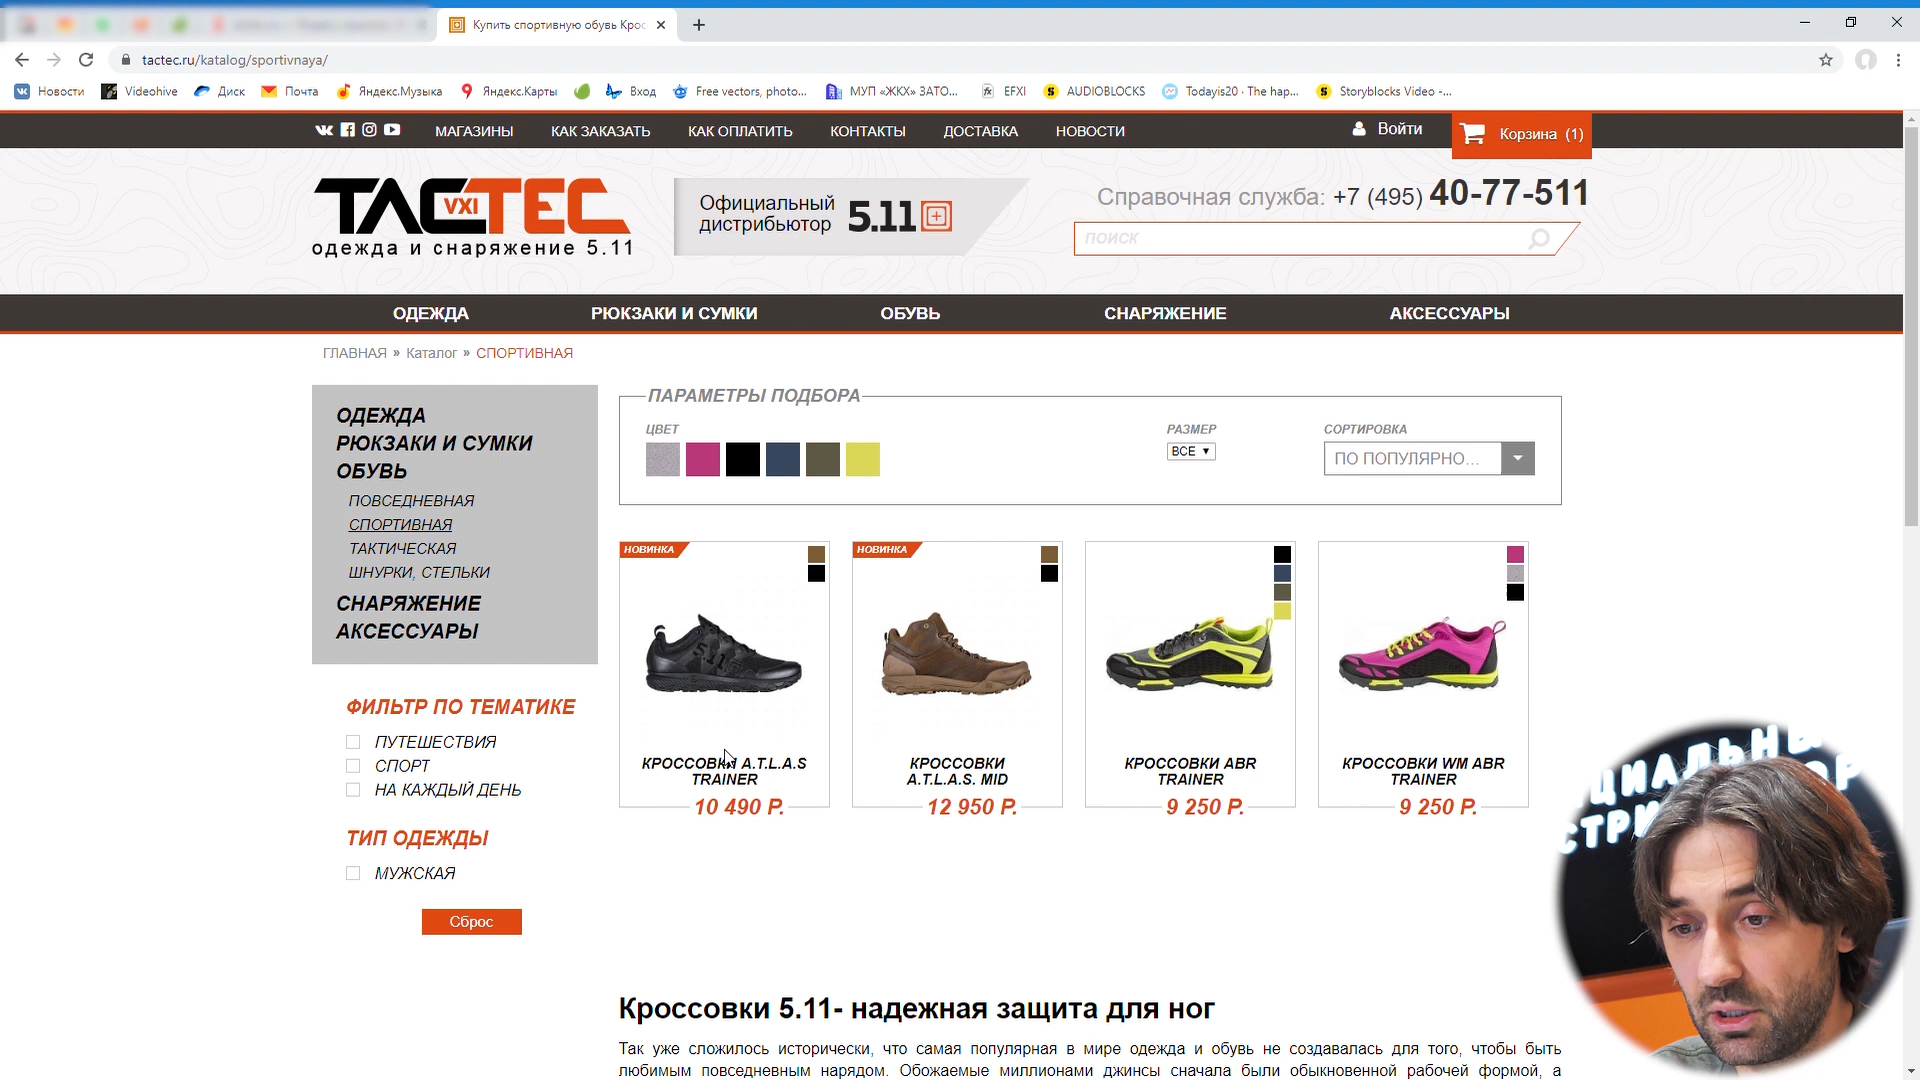 Купить спортивную обувь Крос
tactec.ru/katalog/sportivnaya/
Новости
Videohive
Диск
Почта
Яндекс.Музыка
Яндекс.Карты
Вход
Free vectors, photo...
МУП «ЖКХ» ЗАТО...
EFXI
AUDIOBLOCKS
Todayis20 · The hap...
Storyblocks Video -...
МАГАЗИНЫ
КАК ЗАКАЗАТЬ
КАК ОПЛАТИТЬ
КОНТАКТЫ
ДОСТАВКА
НОВОСТИ
Войти
Корзина (1)
TACTEC
VXI
одежда и снаряжение 5.11
Официальный
дистрибьютор
5.11
Справочная служба: +7 (495) 40-77-511
ПОИСК
ОДЕЖДА
РЮКЗАКИ И СУМКИ
ОБУВЬ
СНАРЯЖЕНИЕ
АКСЕССУАРЫ
ГЛАВНАЯ » Каталог » СПОРТИВНАЯ
ОДЕЖДА
РЮКЗАКИ И СУМКИ
ОБУВЬ
ПОВСЕДНЕВНАЯ
СПОРТИВНАЯ
ТАКТИЧЕСКАЯ
ШНУРКИ, СТЕЛЬКИ
СНАРЯЖЕНИЕ
АКСЕССУАРЫ
ФИЛЬТР ПО ТЕМАТИКЕ
ПУТЕШЕСТВИЯ
СПОРТ
НА КАЖДЫЙ ДЕНЬ
ТИП ОДЕЖДЫ
МУЖСКАЯ
Сброс
ПАРАМЕТРЫ ПОДБОРА
ЦВЕТ
РАЗМЕР
ВСЕ
СОРТИРОВКА
ПО ПОПУЛЯРНО...
НОВИНКА
КРОССОВКИ A.T.L.A.S
TRAINER
10 490 Р.
НОВИНКА
КРОССОВКИ
A.T.L.A.S. MID
12 950 Р.
КРОССОВКИ ABR
TRAINER
9 250 Р.
КРОССОВКИ WM ABR
TRAINER
9 250 Р.
Кроссовки 5.11- надежная защита для ног
Так уже сложилось исторически, что самая популярная в мире одежда и обувь не создавалась для того, чтобы быть
любимым повседневным нарядом. Обожаемые миллионами джинсы сначала были обыкновенной рабочей формой, а